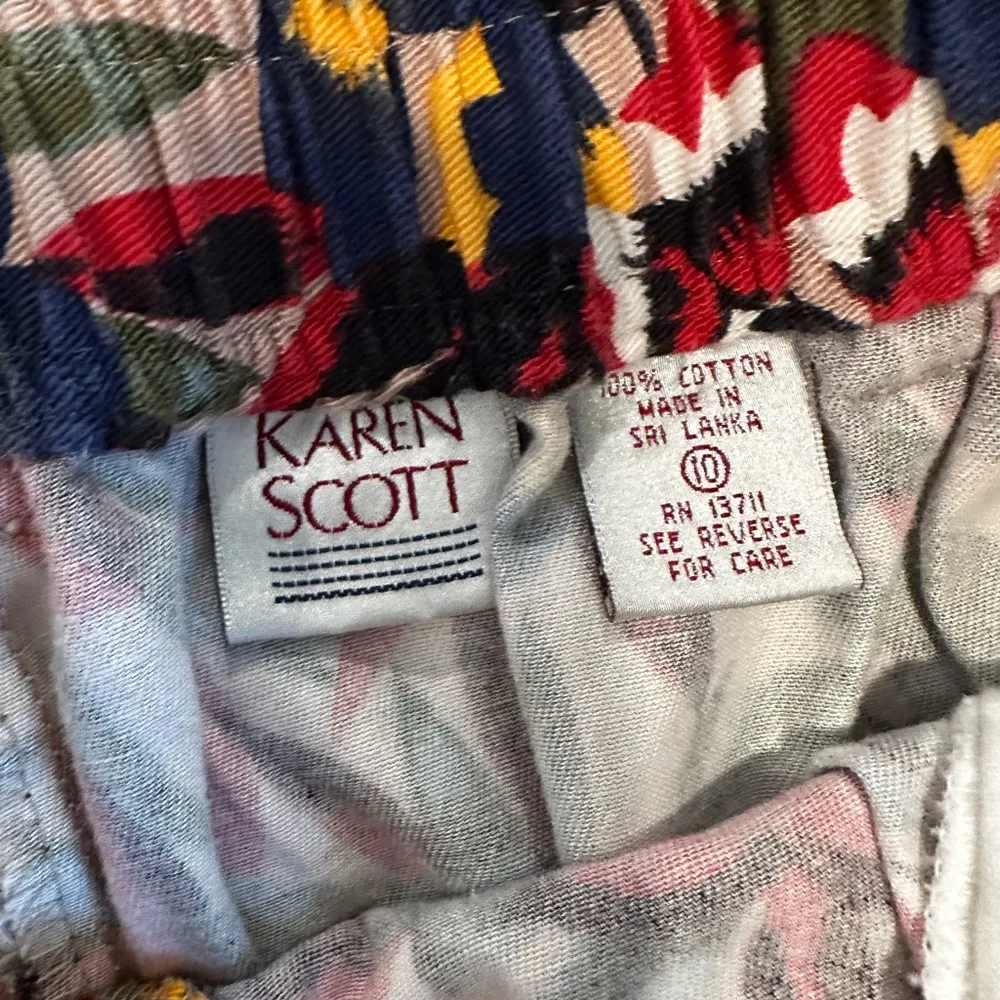 KAREN
SCOTT
100% COTTON
MADE IN
SRI LANKA
10
RN 13711
SEE REVERSE
FOR CARE